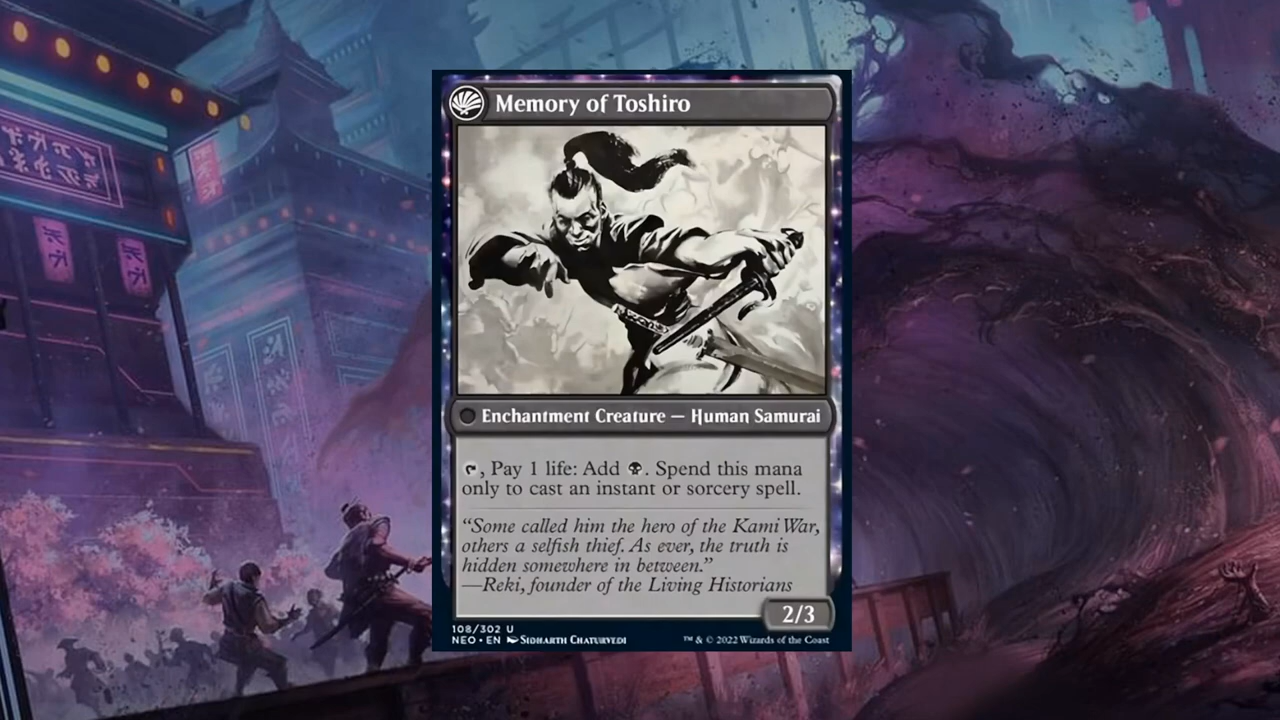 Memory of Toshiro
Enchantment Creature — Human Samurai
, Pay 1 life: Add . Spend this mana
only to cast an instant or sorcery spell.
“Some called him the hero of the Kami War,
others a selfish thief. As ever, the truth is
hidden somewhere in between.”
—Reki, founder of the Living Historians
2/3
108/302 U
NEO • EN Sidharth Chaturvedi
™ & © 2022 Wizards of the Coast